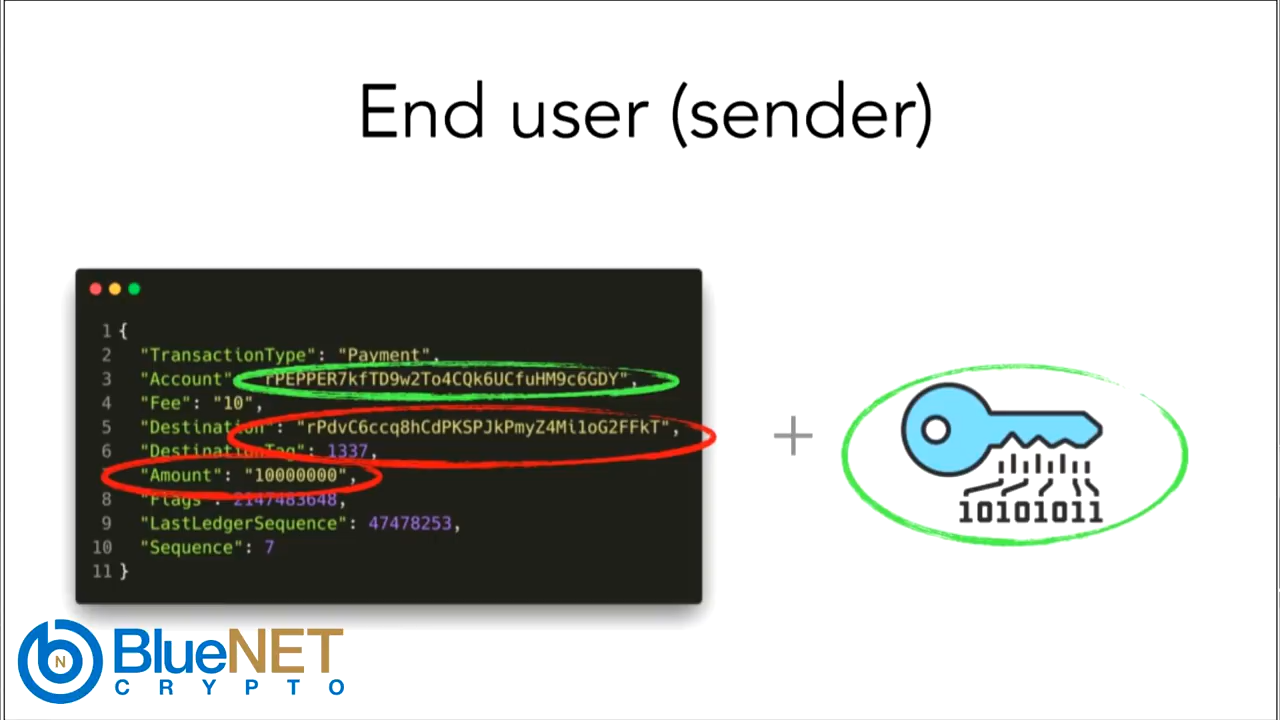 End user (sender)
1 {
2 "TransactionType": "Payment",
3 "Account": "rPEPPER7kfTD9w2To4CQk6UCfuHM9c6GDY",
4 "Fee": "10",
5 "Destination": "rPdvC6ccq8hCdPKSPJkPmyZ4Mi1oG2FFkT",
6 "DestinationTag": 1337,
"Amount": "10000000",
8 "Flags": 2147483648,
9 "LastLedgerSequence": 47478253,
10 "Sequence": 7
11 }
+
10101011
N
BlueNET
CRYPTO